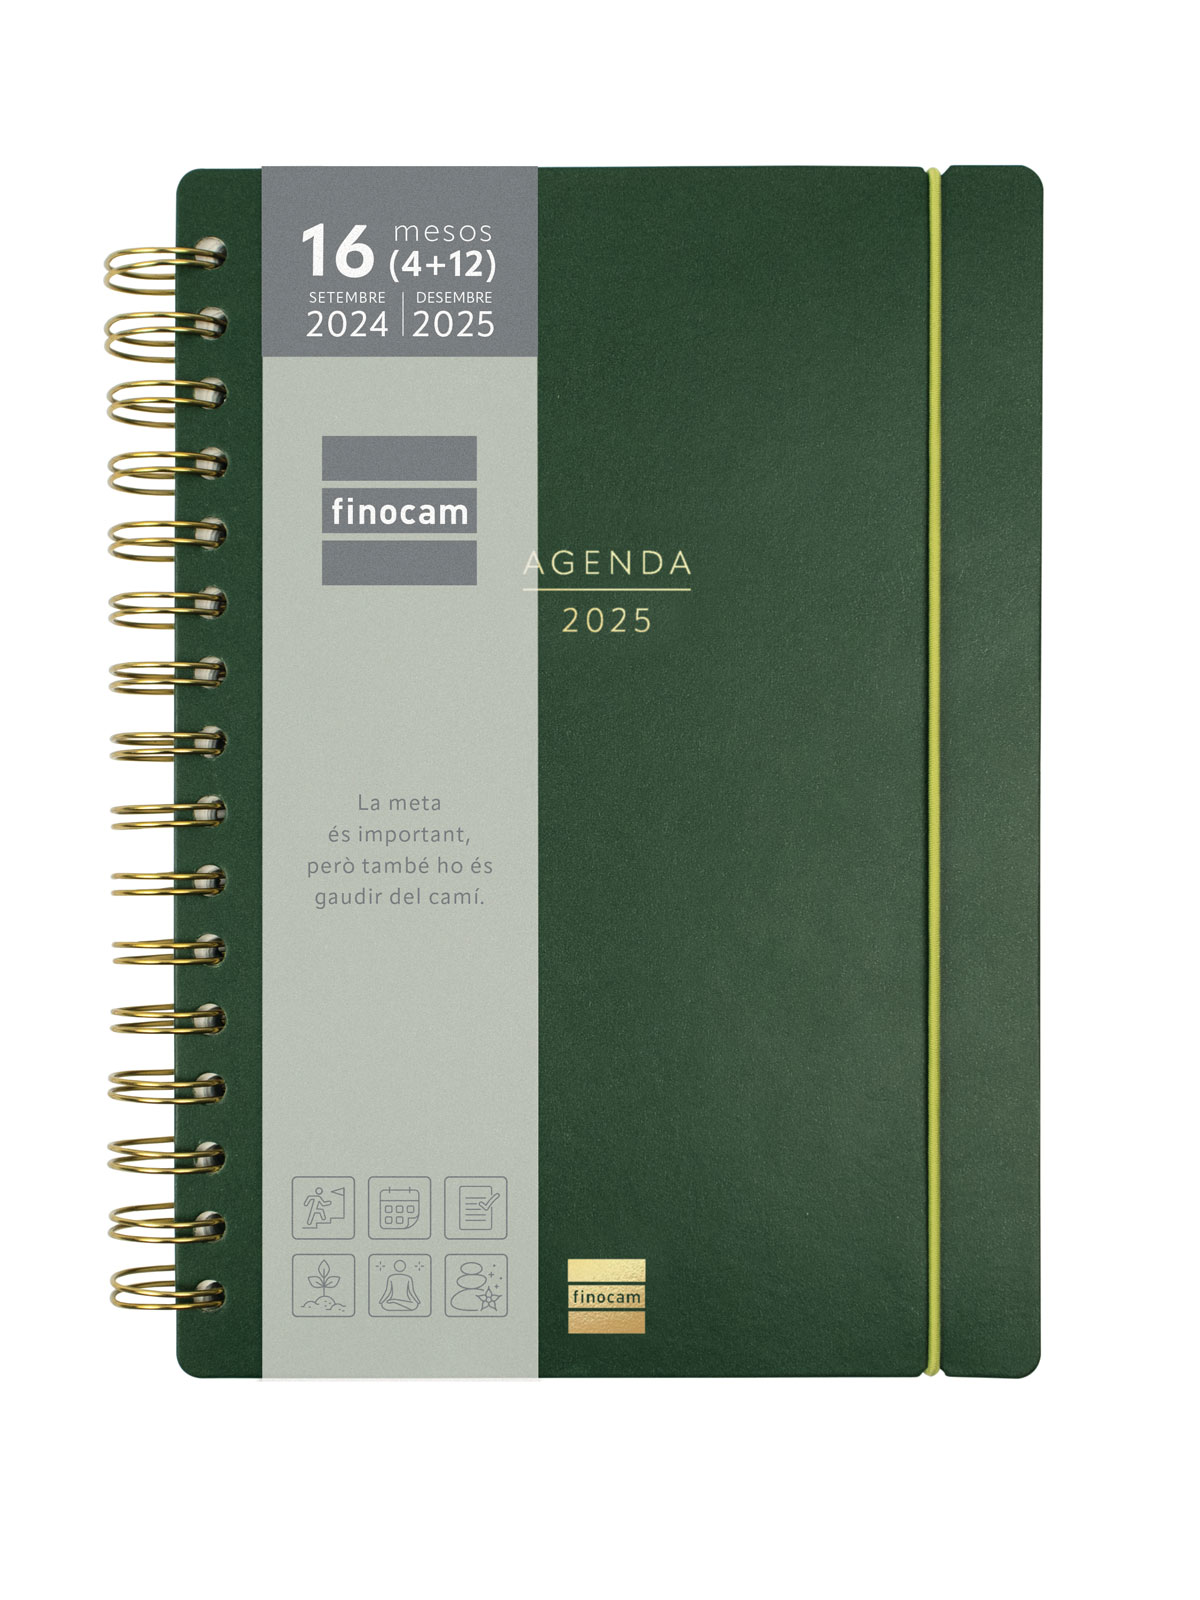 16 mesos
(4+12)
SETEMBRE
2024
DESEMBRE
2025
finocam
AGENDA
2025
La meta
és important,
però també ho és
gaudir del camí.
finocam